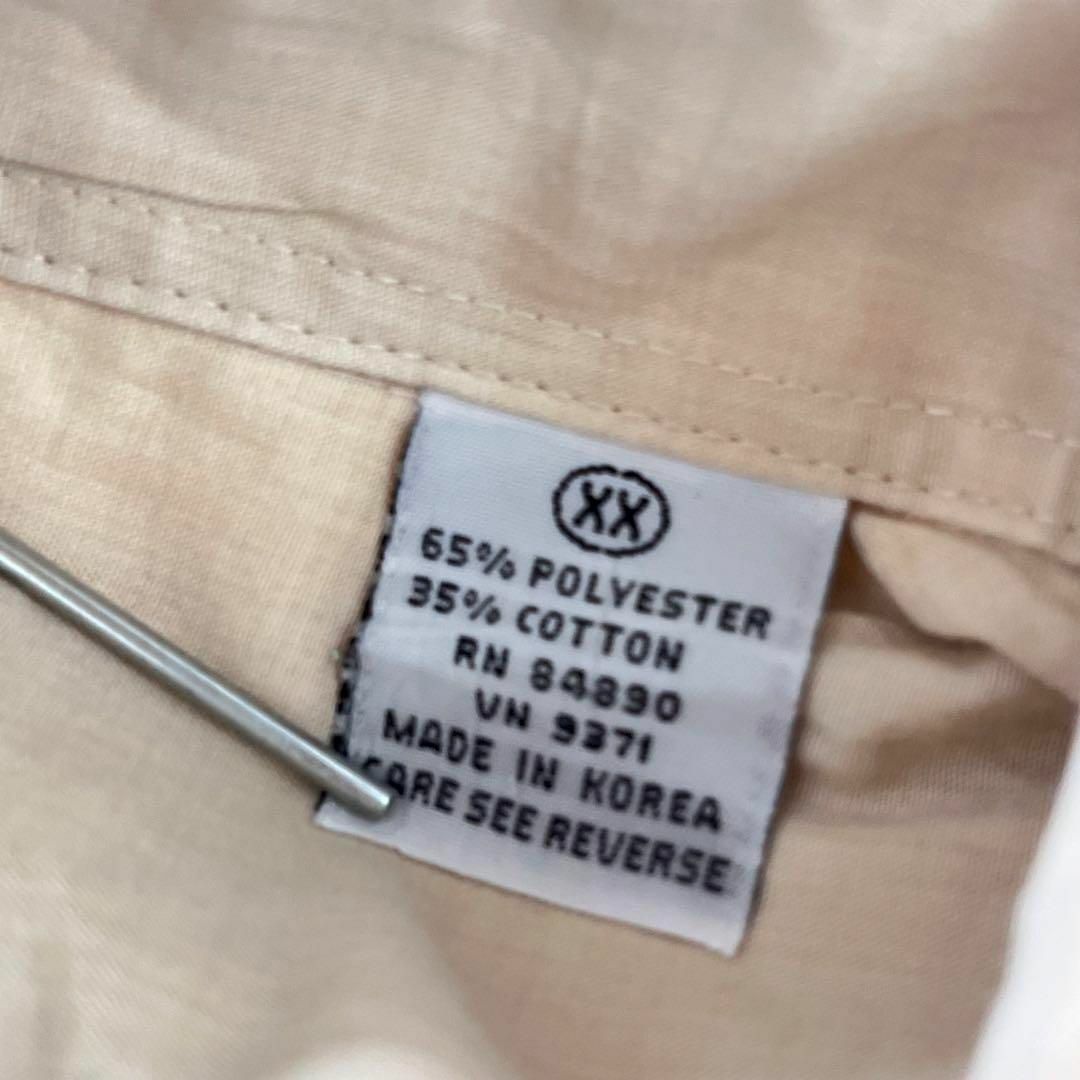 XX
65% POLYESTER
35% COTTON
RN 84890
VN 9371
MADE IN KOREA
CARE SEE REVERSE